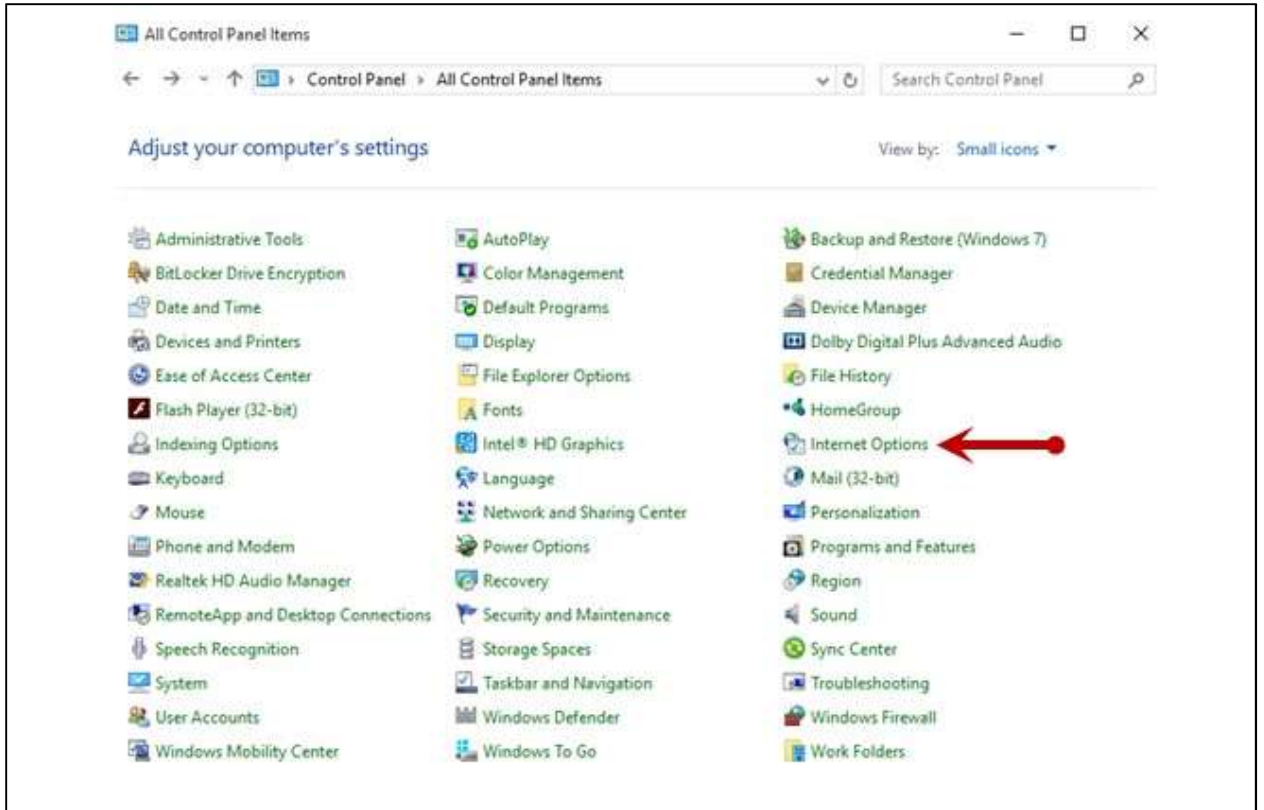 All Control Panel Items
Control Panel › All Control Panel Items
Search Control Panel
Adjust your computer's settings
View by: Small icons
Administrative Tools
AutoPlay
Backup and Restore (Windows 7)
BitLocker Drive Encryption
Color Management
Credential Manager
Date and Time
Default Programs
Device Manager
Devices and Printers
Display
Dolby Digital Plus Advanced Audio
Ease of Access Center
File Explorer Options
File History
Flash Player (32-bit)
Fonts
HomeGroup
Indexing Options
Intel® HD Graphics
Internet Options
Keyboard
Language
Mail (32-bit)
Mouse
Network and Sharing Center
Personalization
Phone and Modem
Power Options
Programs and Features
Realtek HD Audio Manager
Recovery
Region
RemoteApp and Desktop Connections
Security and Maintenance
Sound
Speech Recognition
Storage Spaces
Sync Center
System
Taskbar and Navigation
Troubleshooting
User Accounts
Windows Defender
Windows Firewall
Windows Mobility Center
Windows To Go
Work Folders